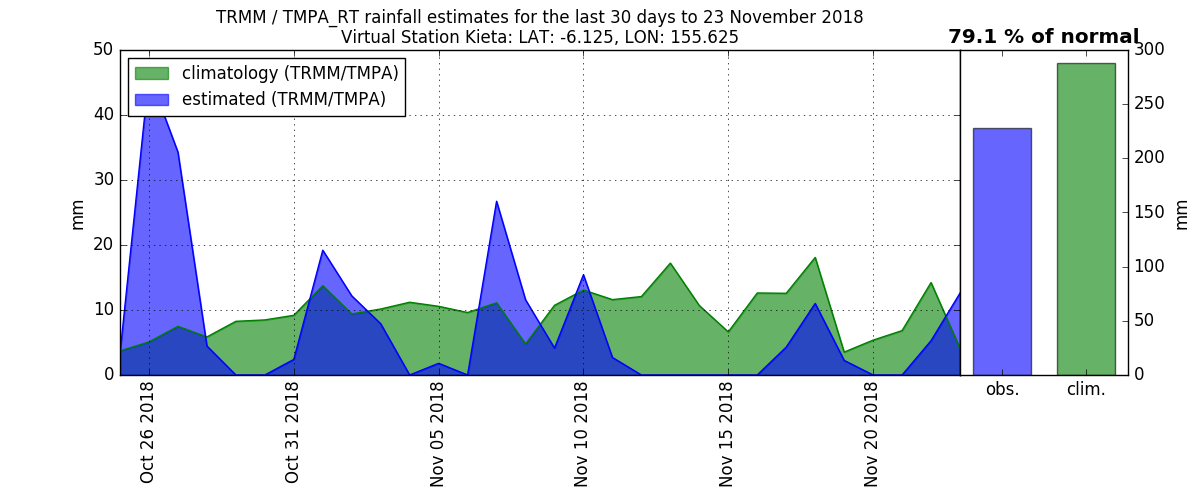 TRMM / TMPA_RT rainfall estimates for the last 30 days to 23 November 2018
Virtual Station Kieta: LAT: -6.125, LON: 155.625
79.1 % of normal
climatology (TRMM/TMPA)
estimated (TRMM/TMPA)
50
40
30
20
10
0
mm
300
250
200
150
100
50
0
mm
Oct 26 2018
Oct 31 2018
Nov 05 2018
Nov 10 2018
Nov 15 2018
Nov 20 2018
obs.
clim.